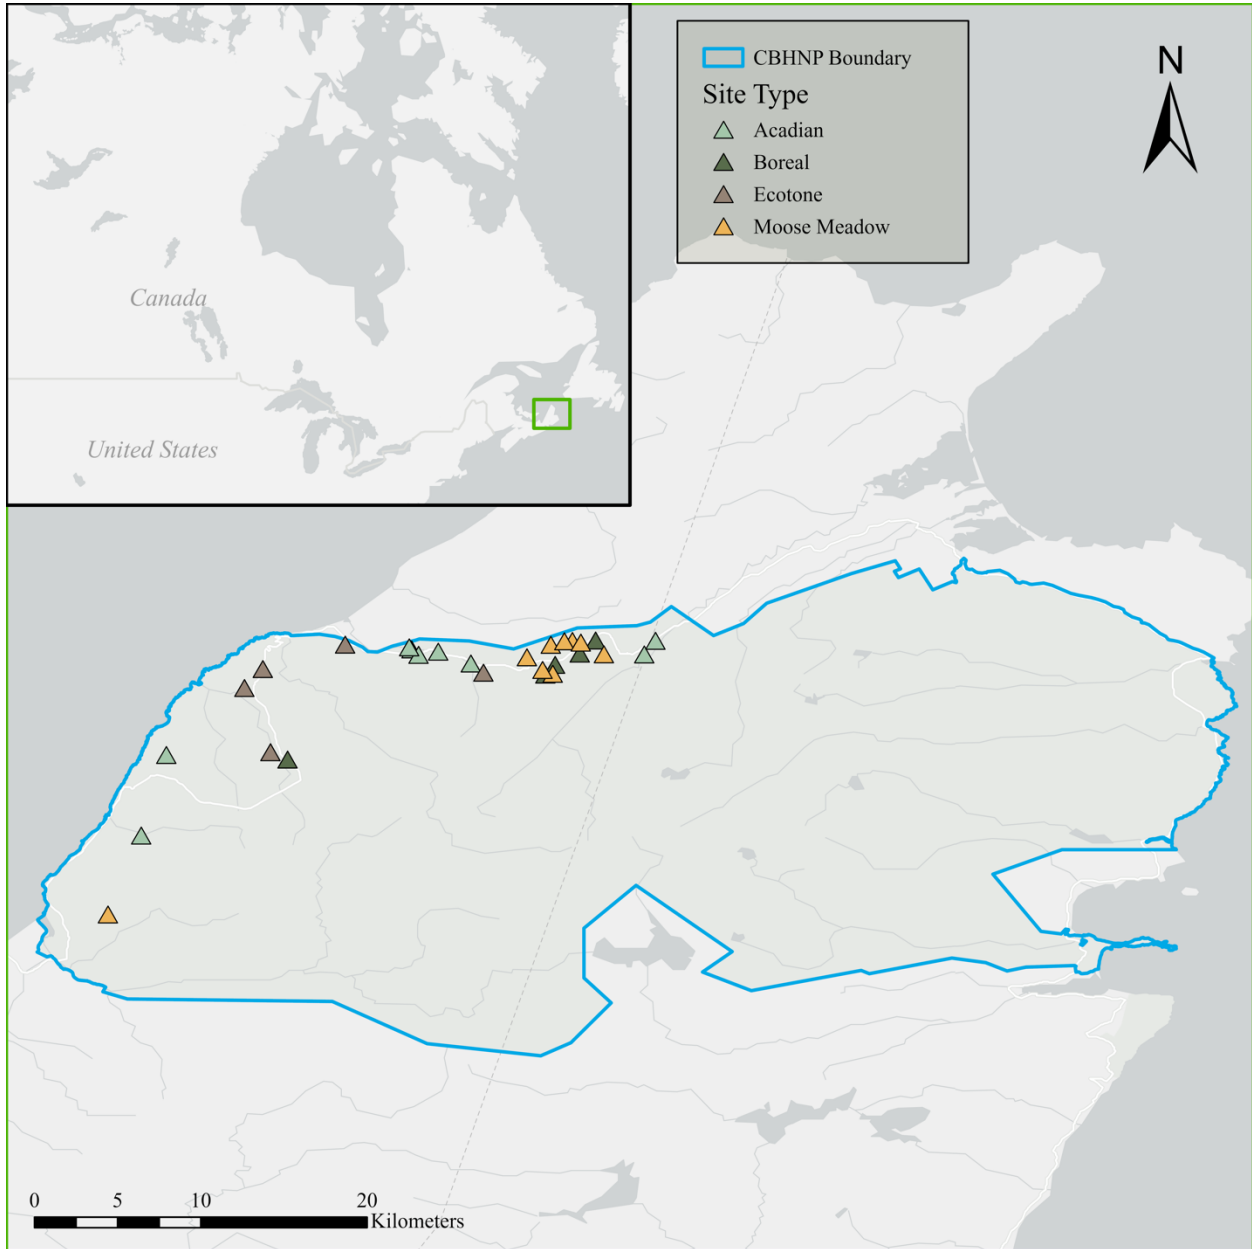 CBHNP Boundary
Site Type
Acadian
Boreal
Ecotone
Moose Meadow
N
Canada
United States
0 5 10 20
Kilometers